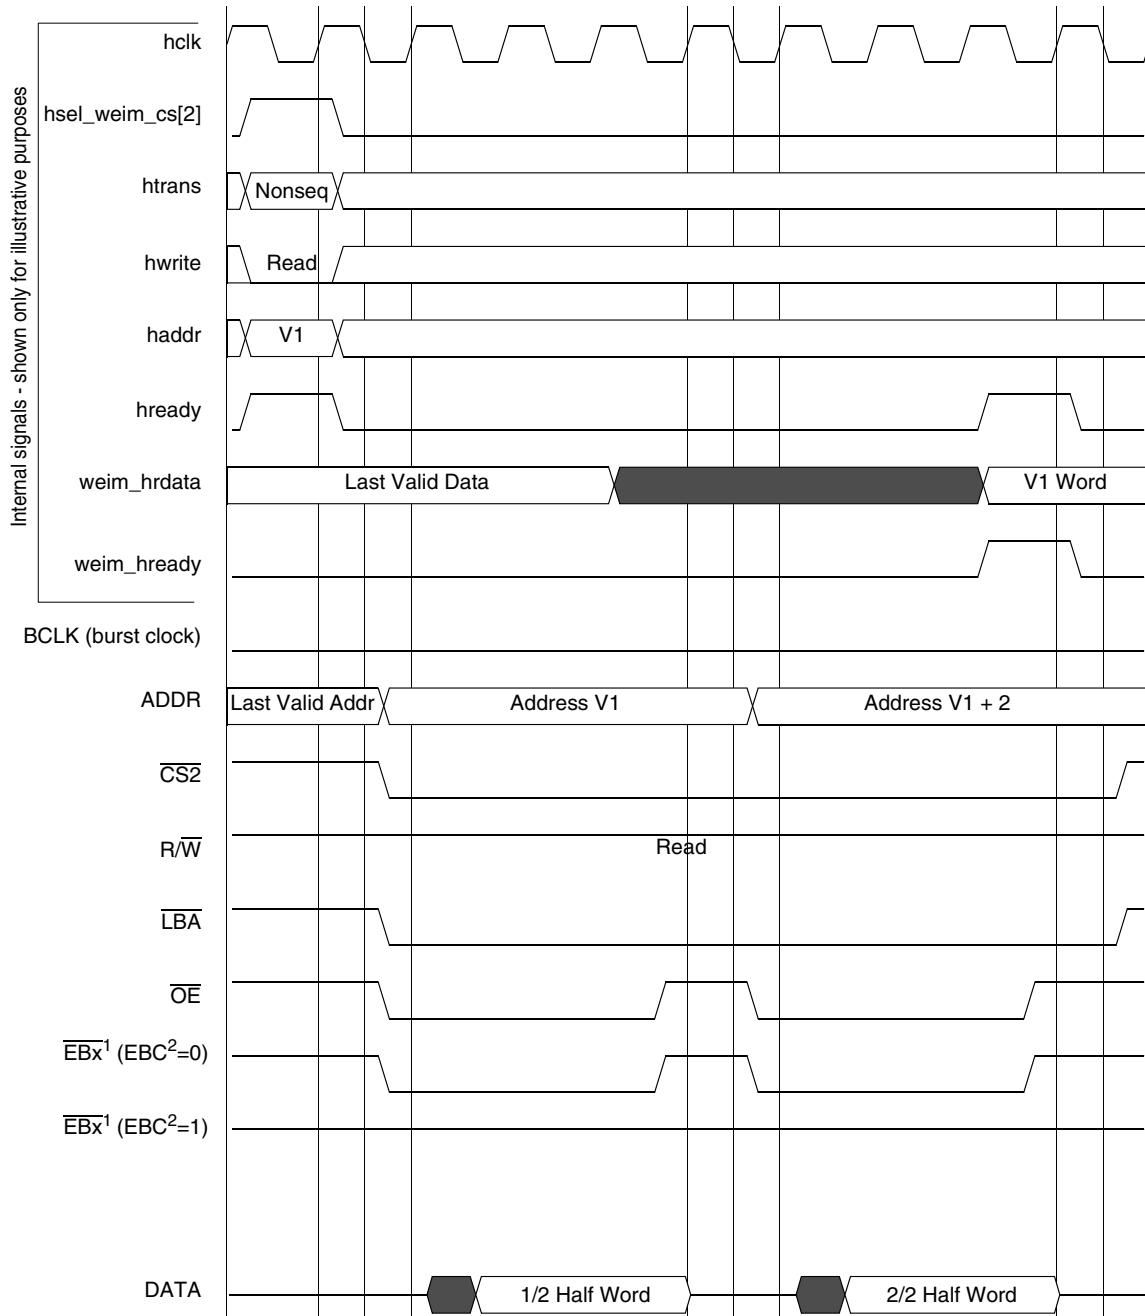 Internal signals - shown only for illustrative purposes
hclk
hsel_weim_cs[2]
htrans Nonseq
hwrite Read
haddr V1
hready
weim_hrdata Last Valid Data V1 Word
weim_hready
BCLK (burst clock)
ADDR Last Valid Addr Address V1 Address V1 + 2
CS2
R/W Read
LBA
OE
EBx¹ (EBC²=0)
EBx¹ (EBC²=1)
DATA 1/2 Half Word 2/2 Half Word